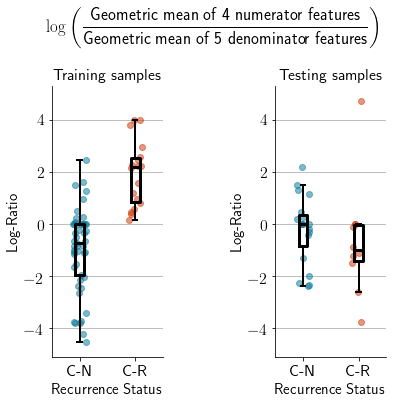 log ( Geometric mean of 4 numerator features / Geometric mean of 5 denominator features )
Training samples
4
2
0
−2
−4
Log-Ratio
C-N C-R
Recurrence Status
Testing samples
4
2
0
−2
−4
Log-Ratio
C-N C-R
Recurrence Status